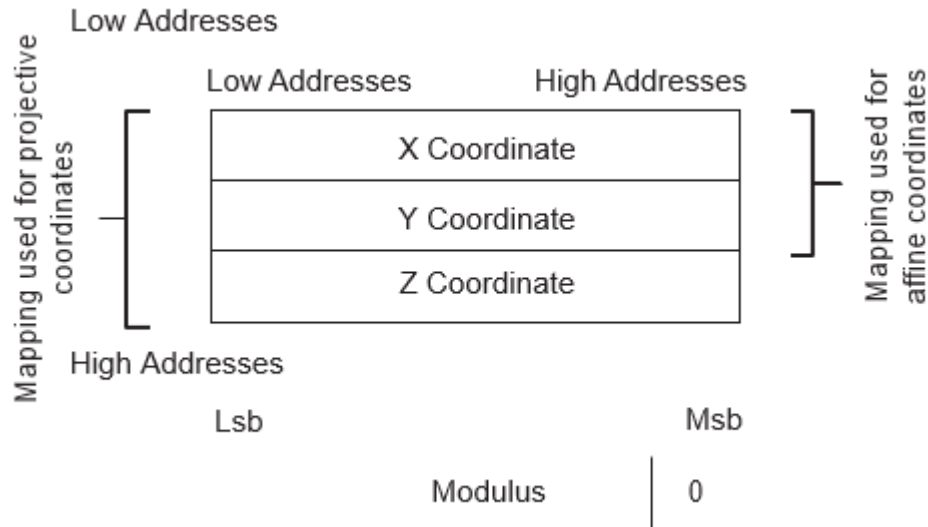 Low Addresses
Low Addresses High Addresses
Mapping used for projective
coordinates
X Coordinate
Y Coordinate
Z Coordinate
Mapping used for
affine coordinates
High Addresses
Lsb Msb
Modulus 0